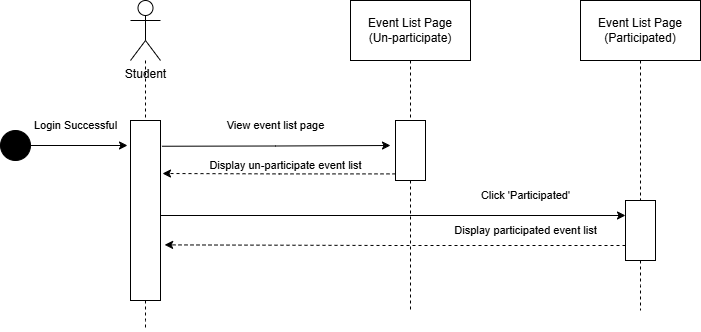 Event List Page
(Un-participate)
Event List Page
(Participated)
Student
Login Successful
View event list page
Display un-participate event list
Click 'Participated'
Display participated event list